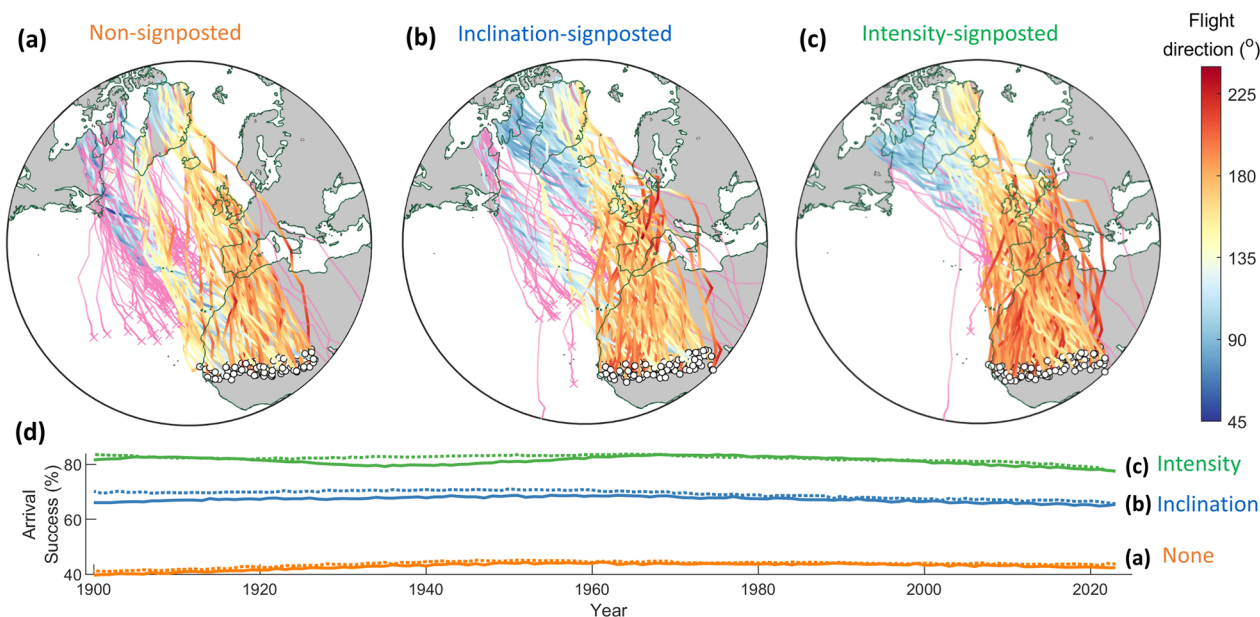 (a) Non-signposted
(b) Inclination-signposted
(c) Intensity-signposted
Flight
direction (o)
225
180
135
90
45
(d)
Arrival
Success (%)
80
60
40
(c) Intensity
(b) Inclination
(a) None
1900 1920 1940 1960 1980 2000 2020
Year